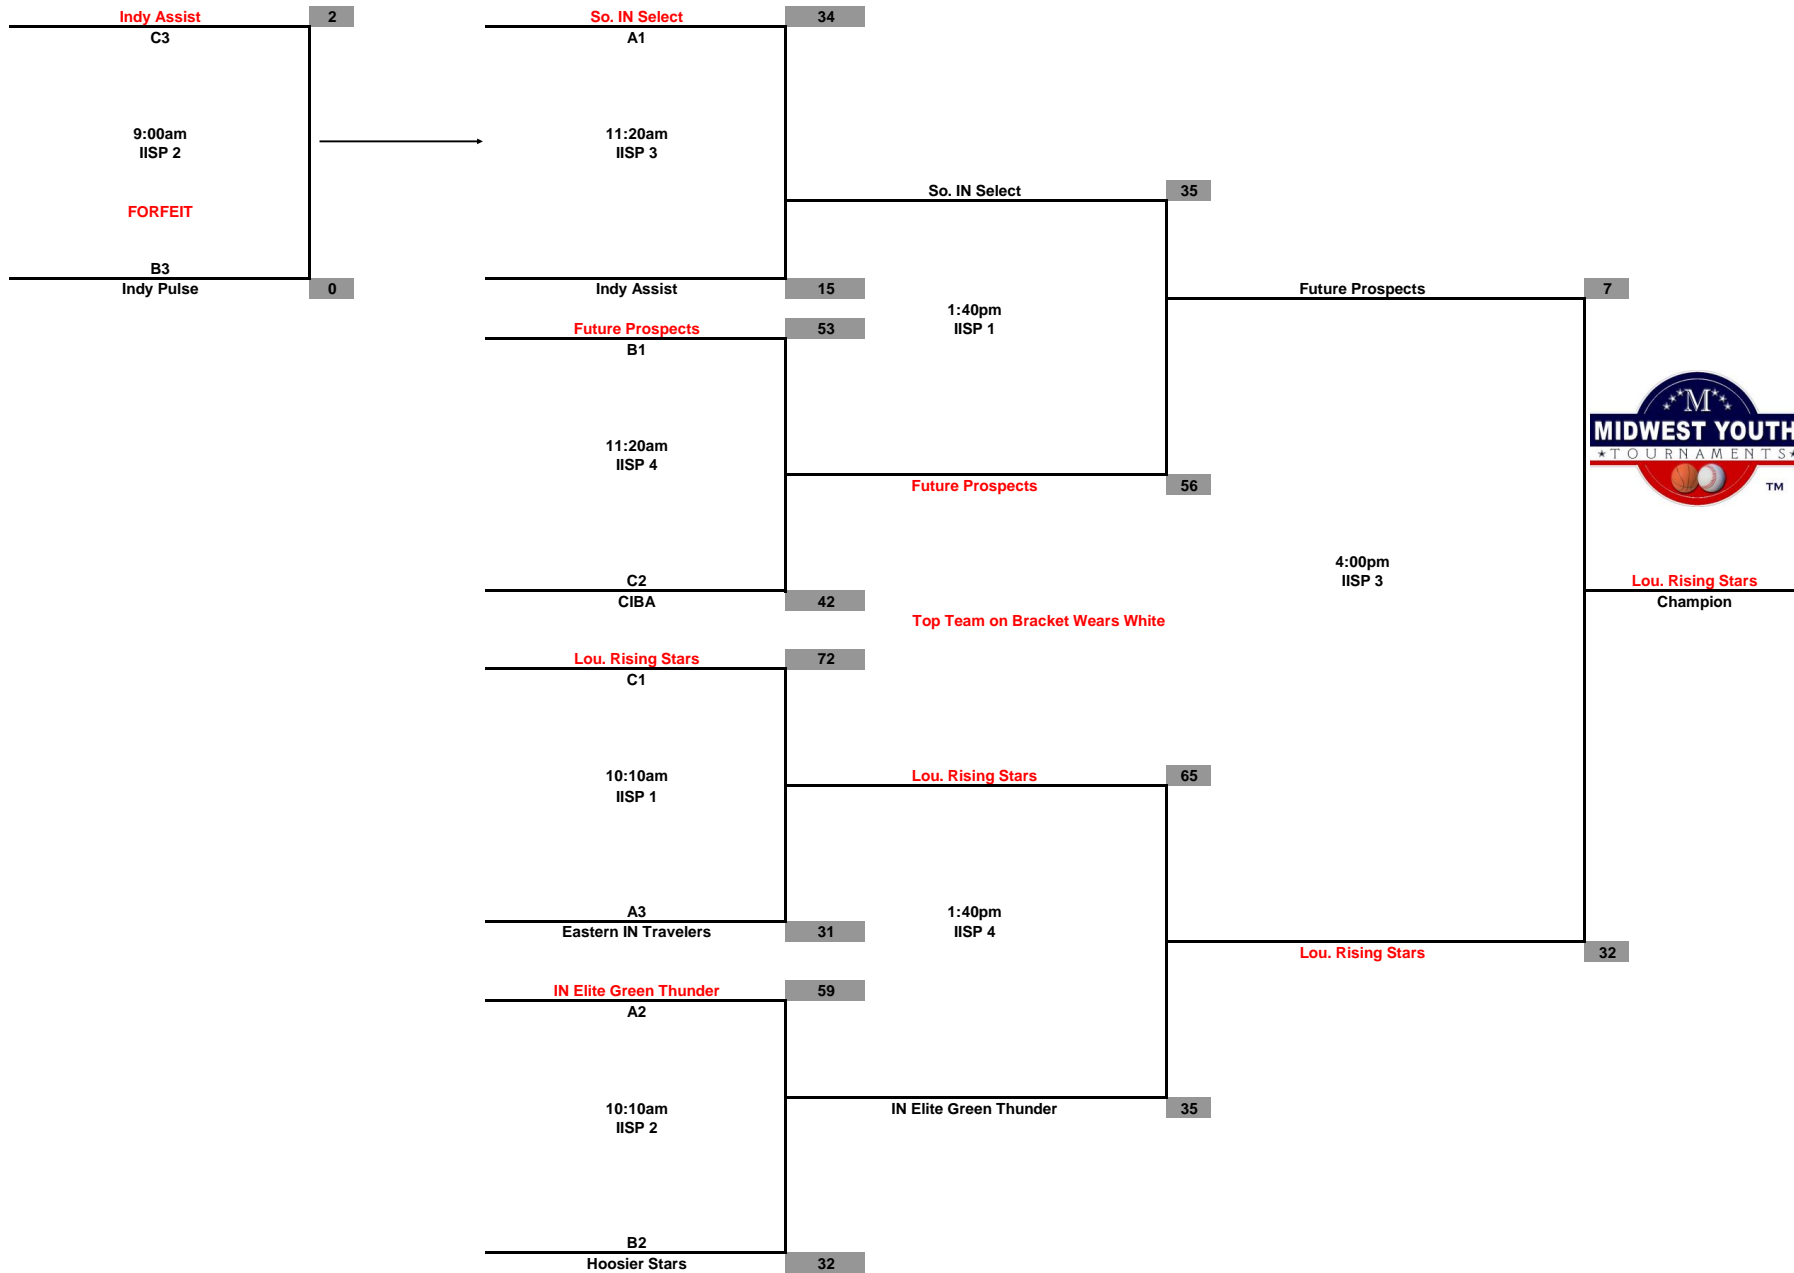 Indy Assist 2
C3
9:00am
IISP 2
FORFEIT
B3
Indy Pulse 0
So. IN Select 34
A1
11:20am
IISP 3
Indy Assist 15
Future Prospects 53
B1
11:20am
IISP 4
C2
CIBA 42
Lou. Rising Stars 72
C1
10:10am
IISP 1
A3
Eastern IN Travelers 31
IN Elite Green Thunder 59
A2
10:10am
IISP 2
B2
Hoosier Stars 32
So. IN Select 35
1:40pm
IISP 1
Future Prospects 56
Top Team on Bracket Wears White
Lou. Rising Stars 65
1:40pm
IISP 4
IN Elite Green Thunder 35
Future Prospects 7
4:00pm
IISP 3
Lou. Rising Stars 32
M
MIDWEST YOUTH
TOURNAMENTS
TM
Lou. Rising Stars
Champion